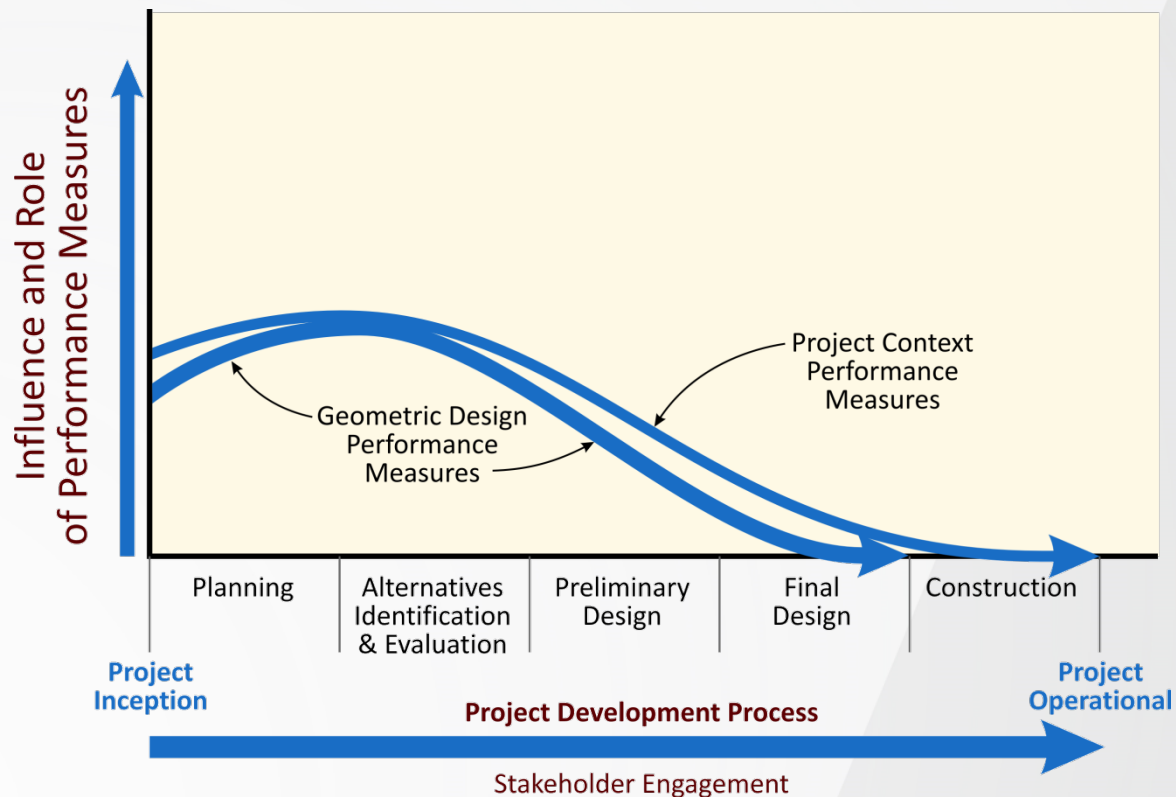 Influence and Role
of Performance Measures
Project Context
Performance
Measures
Geometric Design
Performance
Measures
Planning
Alternatives
Identification
& Evaluation
Preliminary
Design
Final
Design
Construction
Project
Inception
Project
Operational
Project Development Process
Stakeholder Engagement